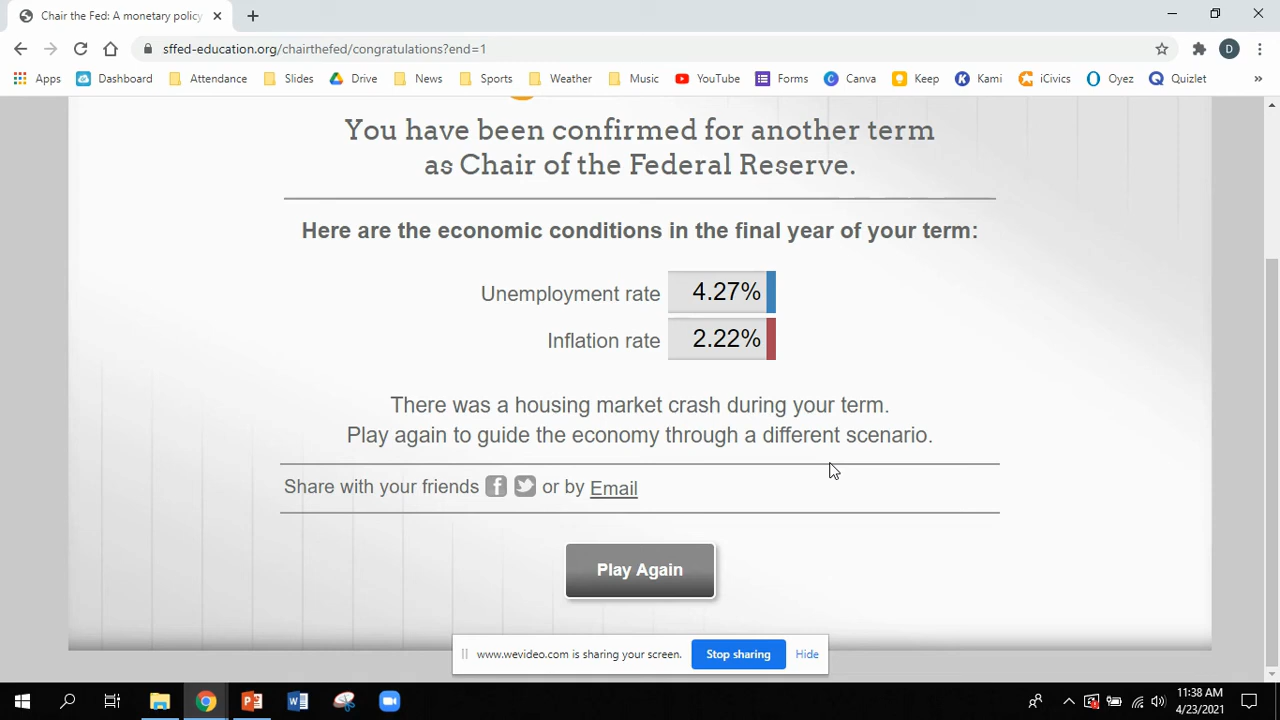 Chair the Fed: A monetary policy
sffed-education.org/chairthefed/congratulations?end=1
D
Apps Dashboard Attendance Slides Drive News Sports Weather Music YouTube Forms Canva Keep Kami iCivics Oyez Quizlet »
You have been confirmed for another term
as Chair of the Federal Reserve.
Here are the economic conditions in the final year of your term:
Unemployment rate 4.27%
Inflation rate 2.22%
There was a housing market crash during your term.
Play again to guide the economy through a different scenario.
Share with your friends or by Email
Play Again
www.wevideo.com is sharing your screen. Stop sharing Hide
11:38 AM
4/23/2021